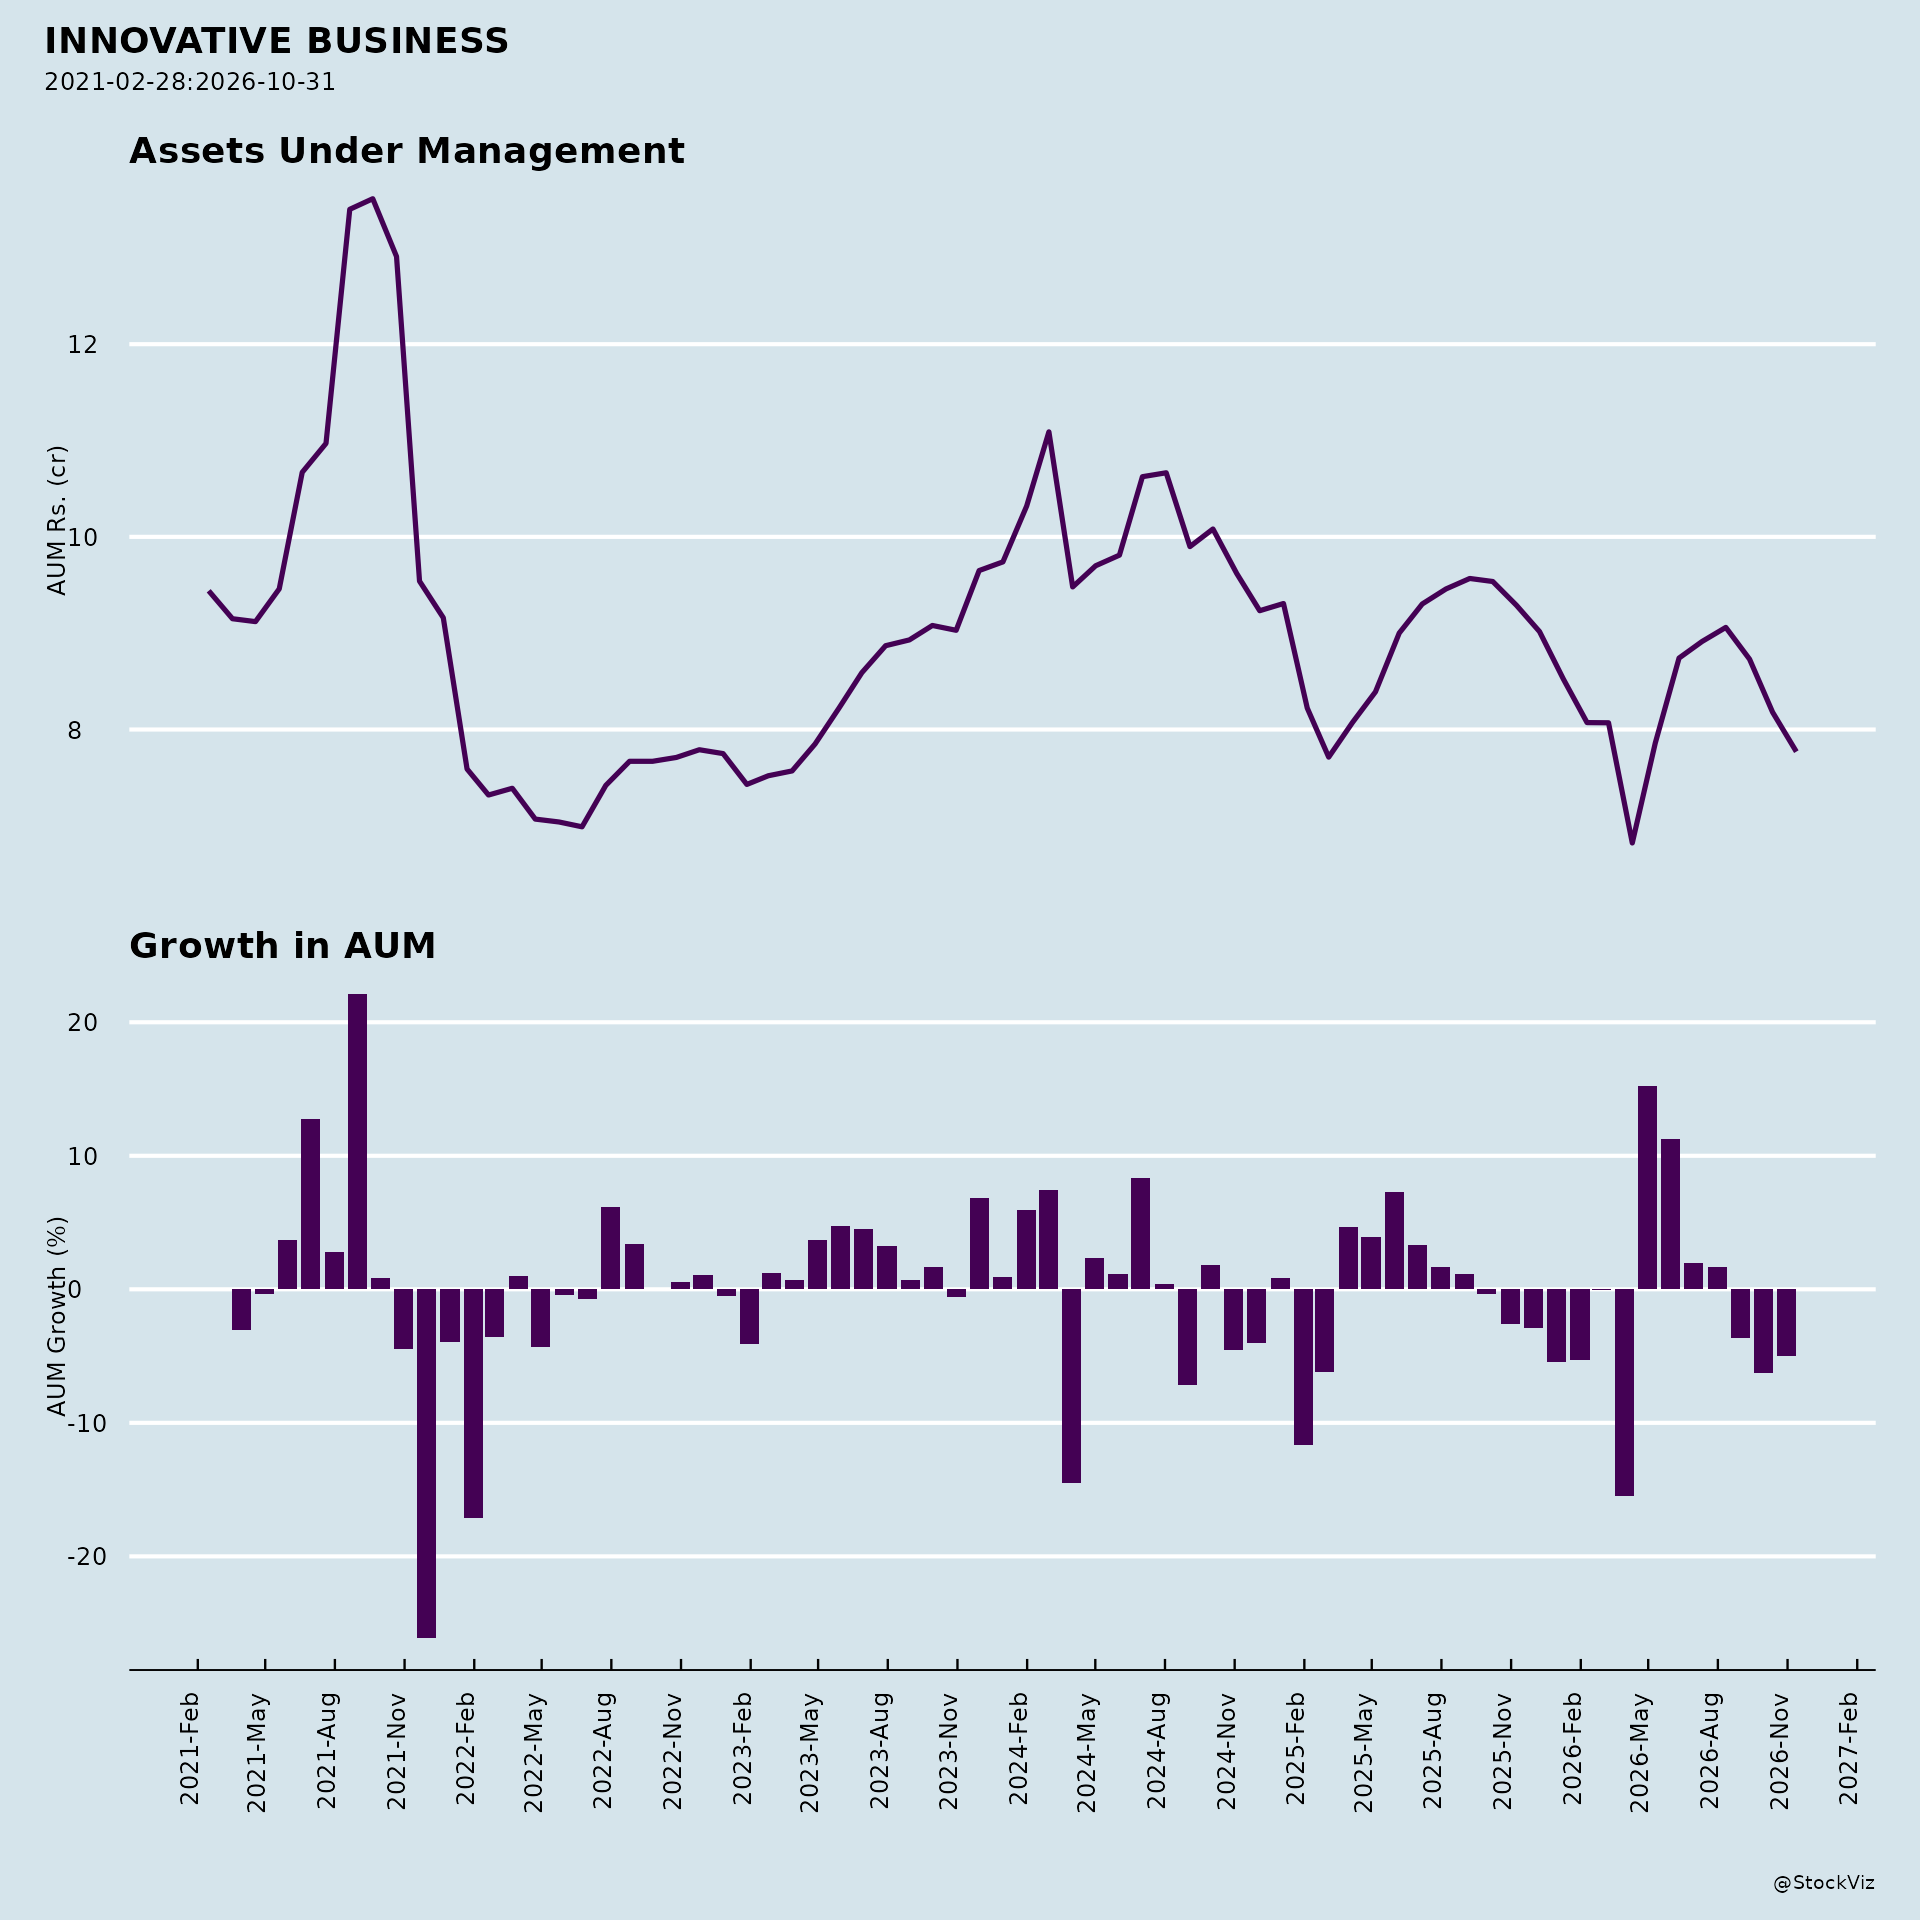 INNOVATIVE BUSINESS
2021-02-28:2026-10-31
Assets Under Management
AUM Rs. (cr)
12
10
8
Growth in AUM
AUM Growth (%)
20
10
0
-10
-20
2021-Feb
2021-May
2021-Aug
2021-Nov
2022-Feb
2022-May
2022-Aug
2022-Nov
2023-Feb
2023-May
2023-Aug
2023-Nov
2024-Feb
2024-May
2024-Aug
2024-Nov
2025-Feb
2025-May
2025-Aug
2025-Nov
2026-Feb
2026-May
2026-Aug
2026-Nov
2027-Feb
@StockViz